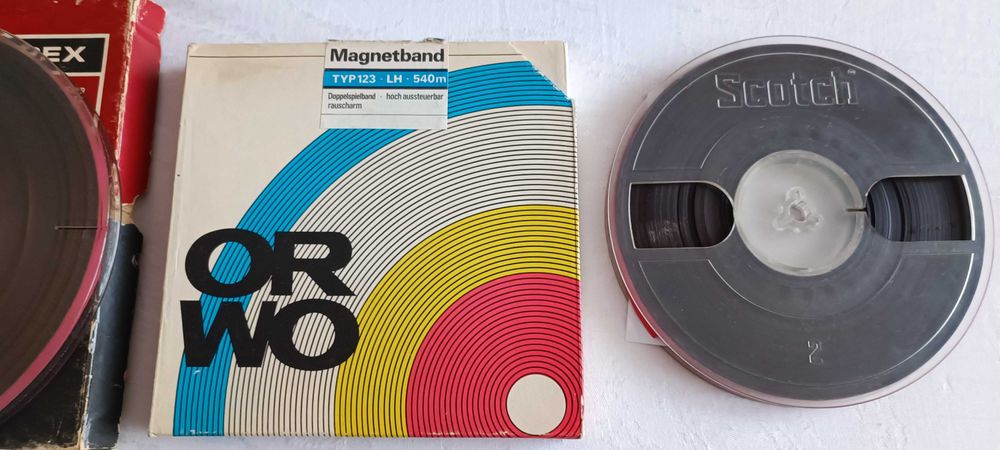 EX
Magnetband
TYP 123 · LH · 540m
Doppelspielband · hoch aussteuerbar
rauscharm
OR
WO
Scotch
2